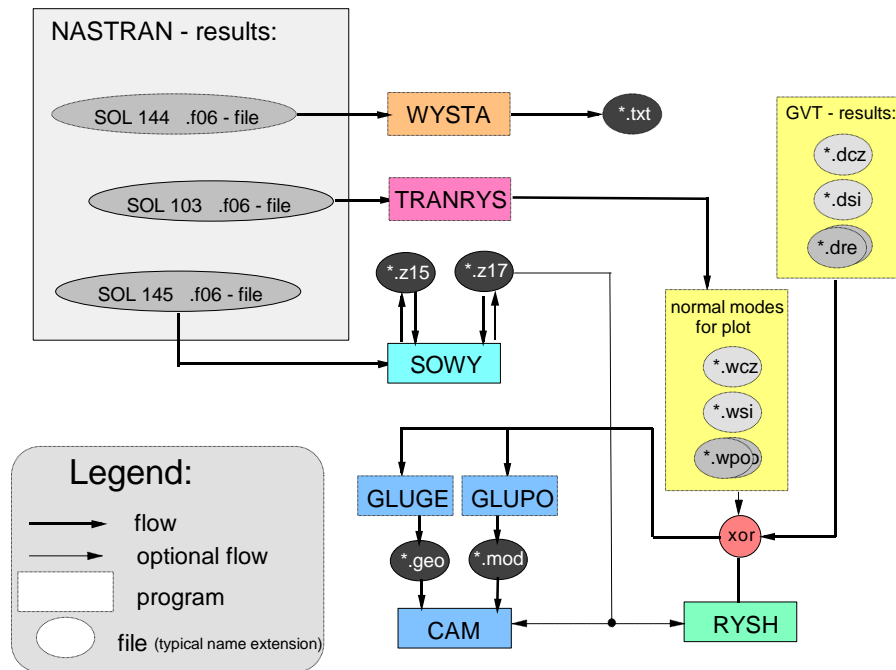 NASTRAN - results:
SOL 144 .f06 - file
WYSTA
*.txt
GVT - results:
*.dcz
*.dsi
*.dre
SOL 103 .f06 - file
TRANRYS
*.z15
*.z17
SOL 145 .f06 - file
SOWY
normal modes
for plot
*.wcz
*.wsi
*.wpoo
Legend:
flow
optional flow
program
file (typical name extension)
GLUGE
GLUPO
xor
*.geo
*.mod
CAM
RYSH